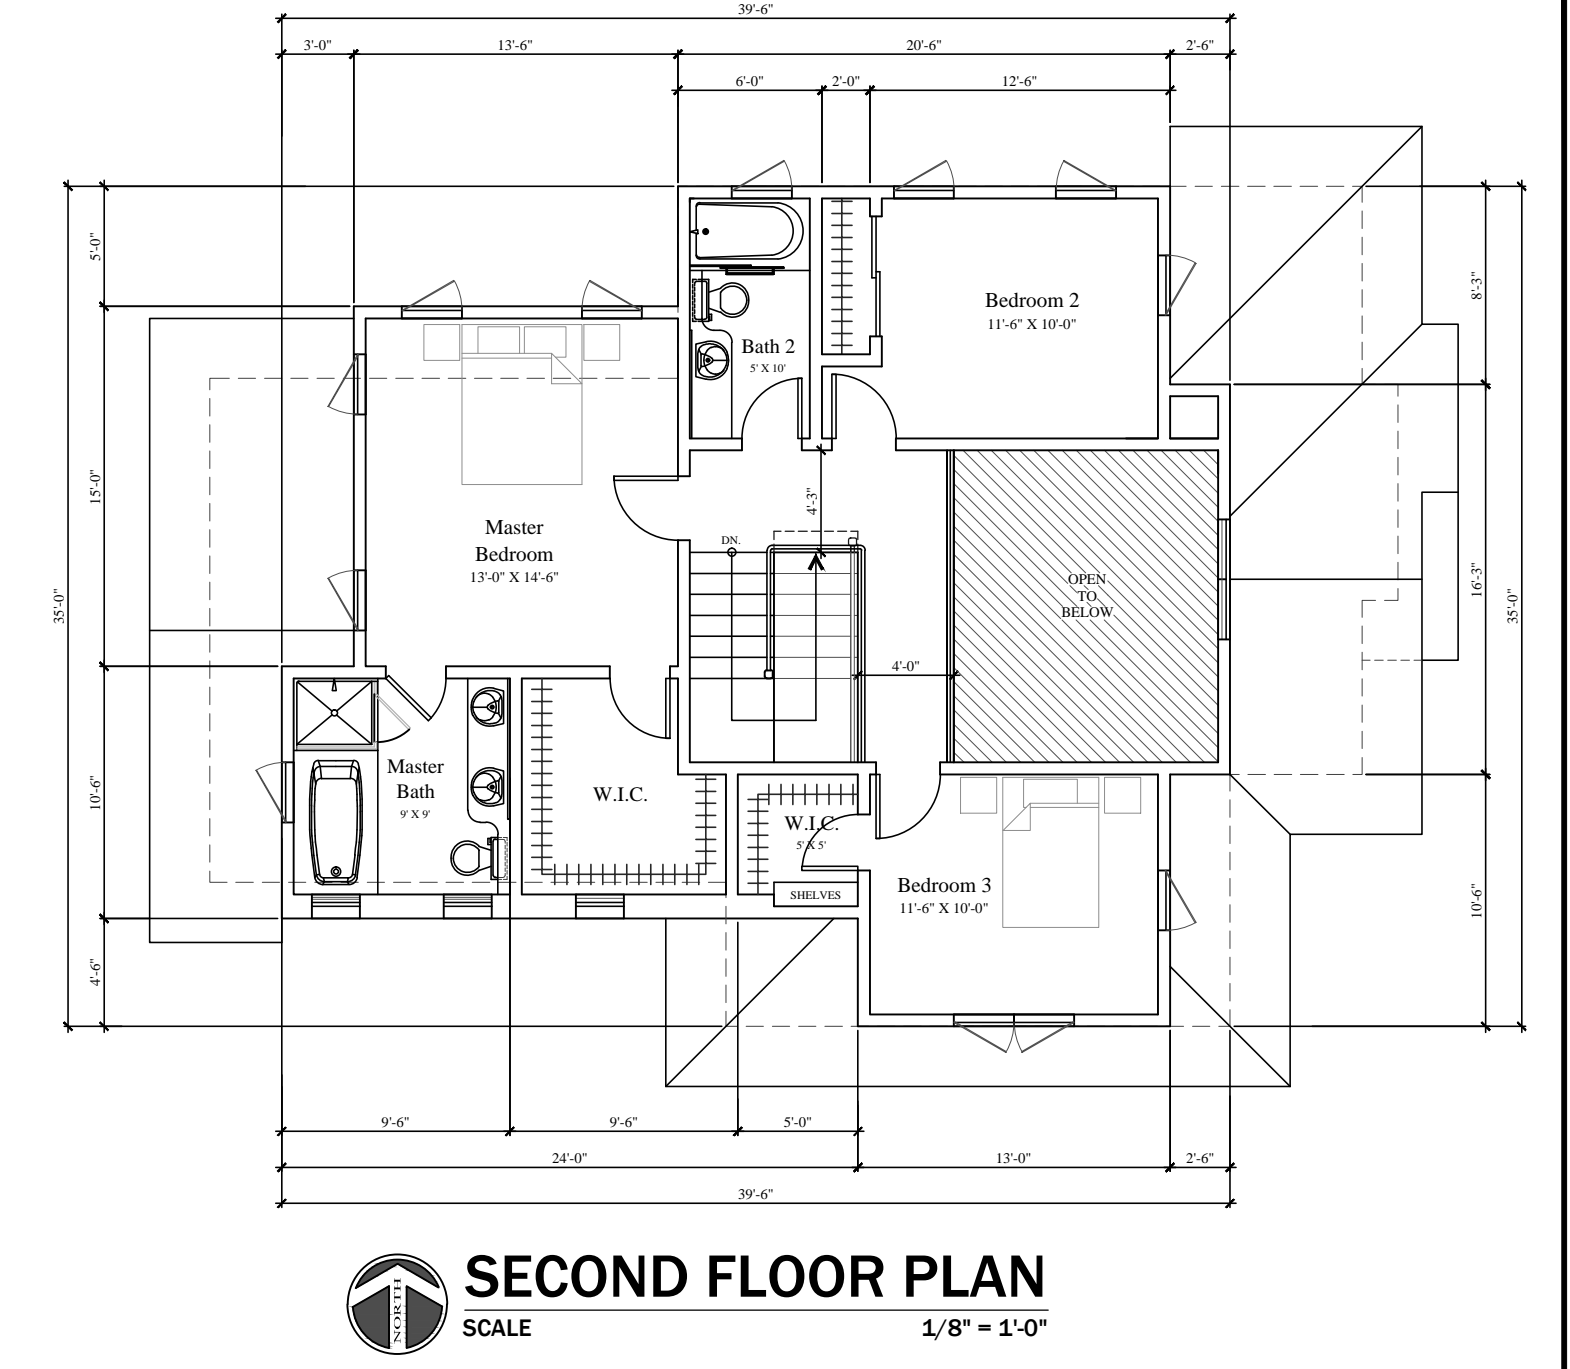 39'-6"
3'-0"
13'-6"
20'-6"
2'-6"
6'-0"
2'-0"
12'-6"
5'-0"
8'-3"
Bedroom 2
11'-6" X 10'-0"
Bath 2
5' X 10'
15'-0"
4'-3"
Master
Bedroom
13'-0" X 14'-6"
DN.
OPEN
TO
BELOW
16'-3"
35'-0"
35'-0"
4'-0"
10'-6"
Master
Bath
9' X 9'
W.I.C.
W.I.C.
5' X 5'
SHELVES
Bedroom 3
11'-6" X 10'-0"
10'-6"
4'-6"
9'-6"
9'-6"
5'-0"
24'-0"
13'-0"
2'-6"
39'-6"
NORTH
SECOND FLOOR PLAN
SCALE 1/8" = 1'-0"